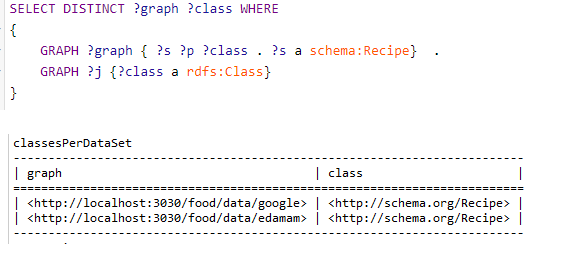 SELECT DISTINCT ?graph ?class WHERE
{
GRAPH ?graph { ?s ?p ?class . ?s a schema:Recipe} .
GRAPH ?j {?class a rdfs:Class}
}
classesPerDataSet
--------------------------------------------------------------------------
| graph | class |
==========================================================================
| <http://localhost:3030/food/data/google> | <http://schema.org/Recipe> |
| <http://localhost:3030/food/data/edamam> | <http://schema.org/Recipe> |
--------------------------------------------------------------------------